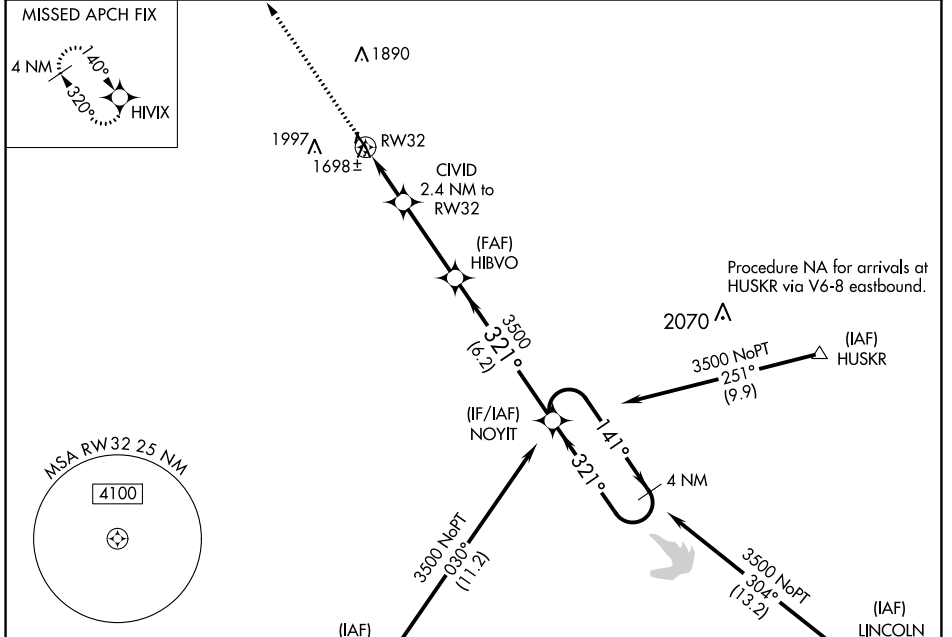 MISSED APCH FIX
4 NM
140°
320°
HIVIX
1890
1997
1698±
RW32
CIVID
2.4 NM to
RW32
(FAF)
HIBVO
Procedure NA for arrivals at
HUSKR via V6-8 eastbound.
2070
(IAF)
HUSKR
3500 NoPT
251°
(9.9)
3500
321°
(6.2)
(IF/IAF)
NOYIT
141°
321°
4 NM
MSA RW32 25 NM
4100
3500 NoPT
030°
(11.2)
3500 NoPT
304°
(13.2)
(IAF)
(IAF)
LINCOLN